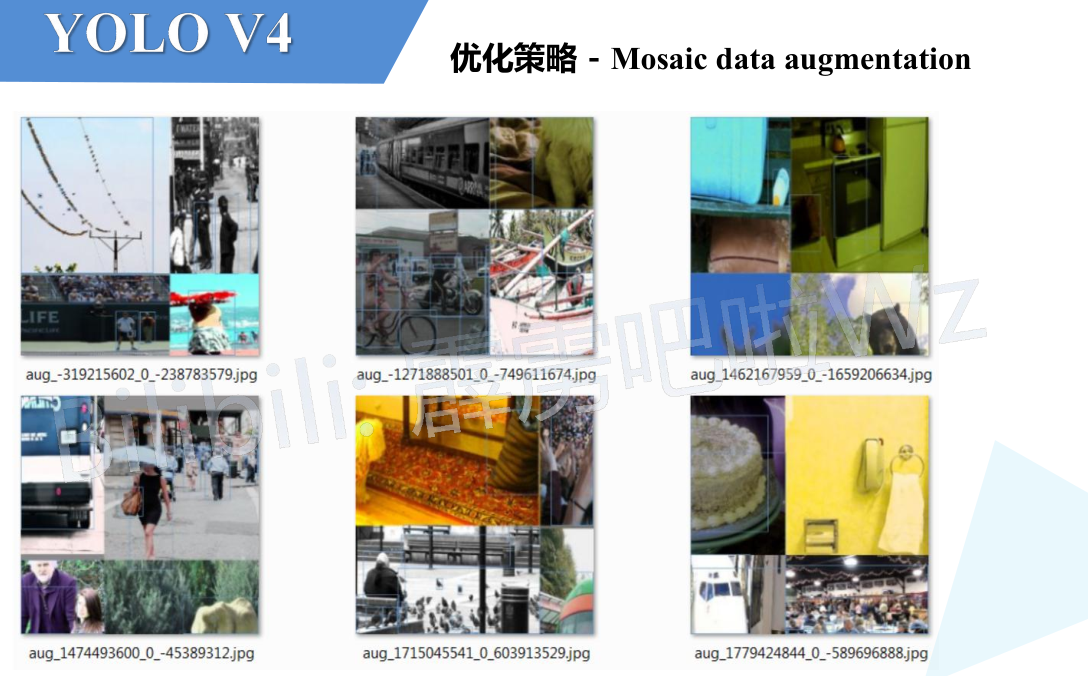 YOLO V4
优化策略 - Mosaic data augmentation
LIFE
aug_-319215602_0_-238783579.jpg
aug_-1271888501_0_-749611674.jpg
aug_1462167959_0_-1659206634.jpg
bilibili: 霹雳吧啦Wz
aug_1474493600_0_-45389312.jpg
aug_1715045541_0_603913529.jpg
aug_1779424844_0_-589696888.jpg